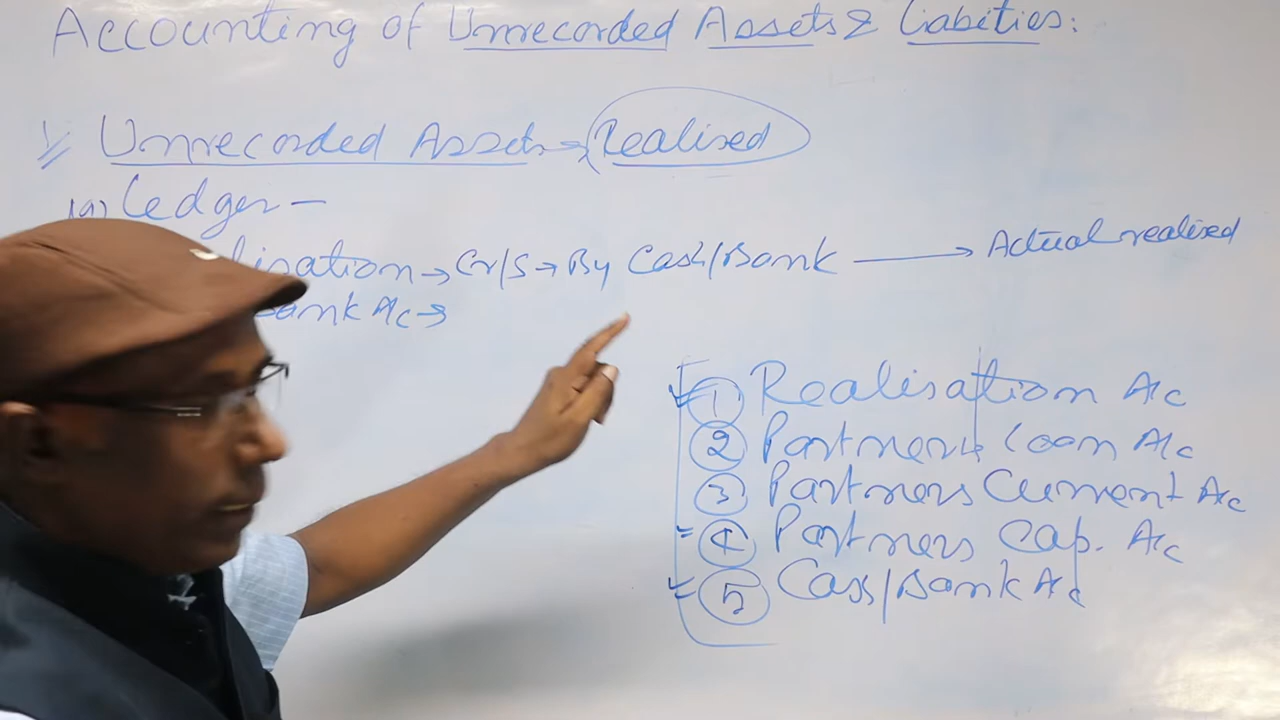 Accounting of Unrecorded Assets & Liabilities:
1/ Unrecorded Assets → Realised
(a) Ledger -
lisation → Cr/S → By Cash/Bank → Actual realised
Bank A/c →
① Realisation A/c
② Partners Loan A/c
③ Partners Current A/c
④ Partners Cap. A/c
⑤ Cash/Bank A/c